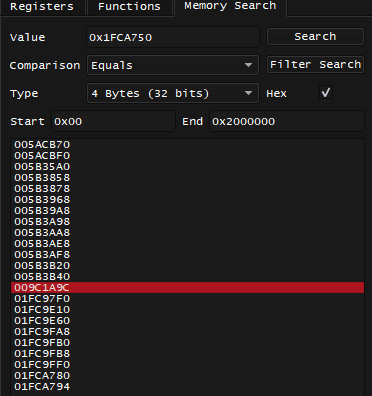 Registers Functions Memory Search
Value 0x1FCA750 Search
Comparison Equals Filter Search
Type 4 Bytes (32 bits) Hex
Start 0x00 End 0x2000000
005ACB70
005ACBF0
005B35A0
005B3858
005B3878
005B3968
005B39A8
005B3A98
005B3AA8
005B3AE8
005B3AF8
005B3B20
005B3B40
009C1A9C
01FC97F0
01FC9E10
01FC9E60
01FC9FA8
01FC9FB0
01FC9FB8
01FC9FF0
01FCA780
01FCA794